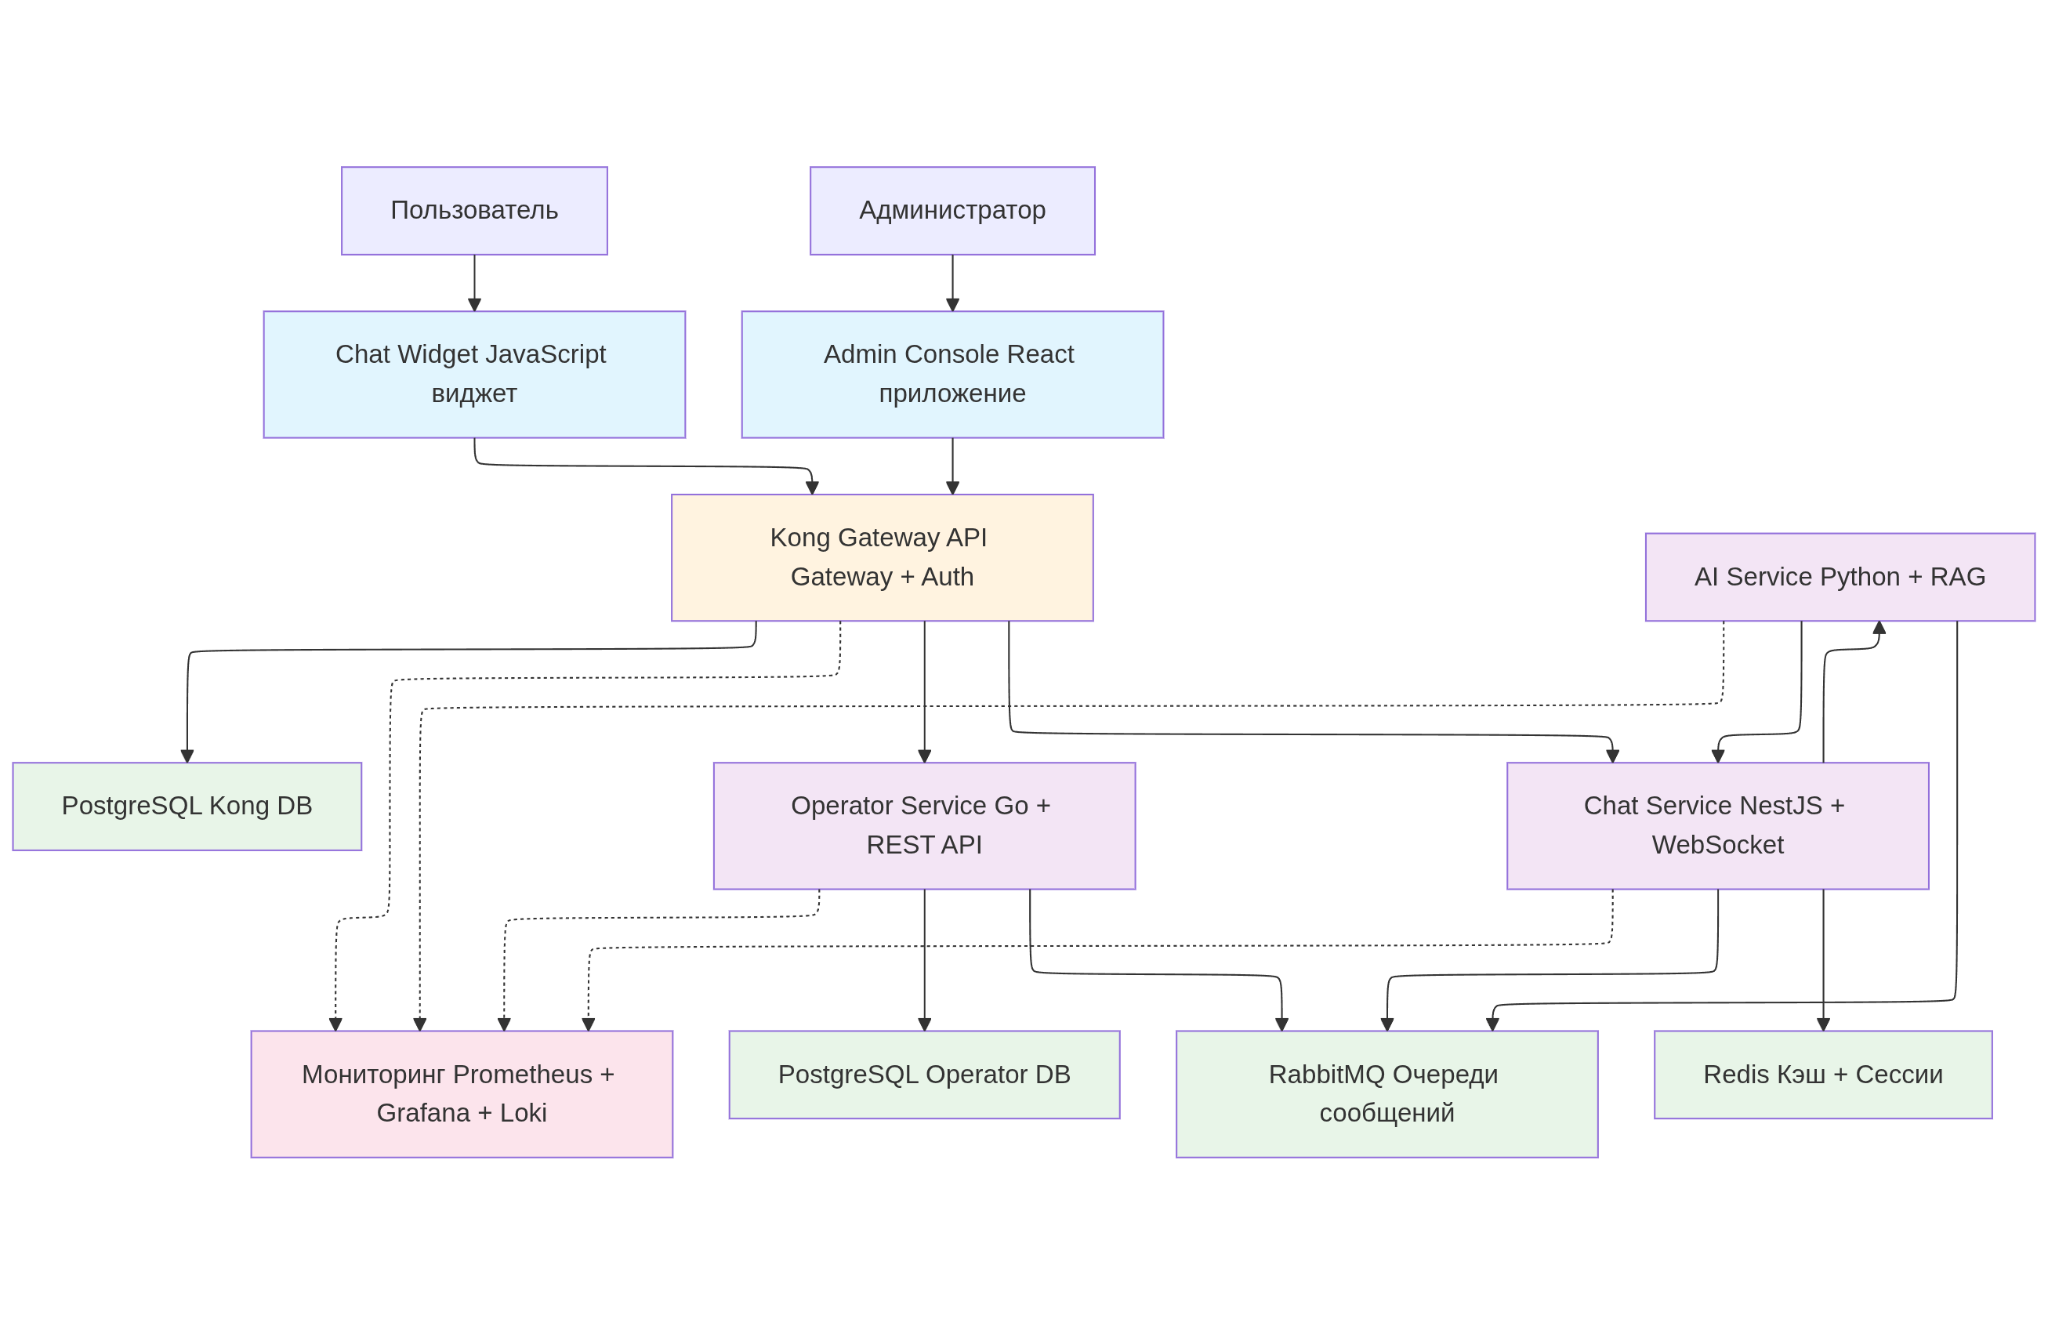 Пользователь
Администратор
Chat Widget JavaScript
виджет
Admin Console React
приложение
Kong Gateway API
Gateway + Auth
AI Service Python + RAG
PostgreSQL Kong DB
Operator Service Go +
REST API
Chat Service NestJS +
WebSocket
Мониторинг Prometheus +
Grafana + Loki
PostgreSQL Operator DB
RabbitMQ Очереди
сообщений
Redis Кэш + Сессии